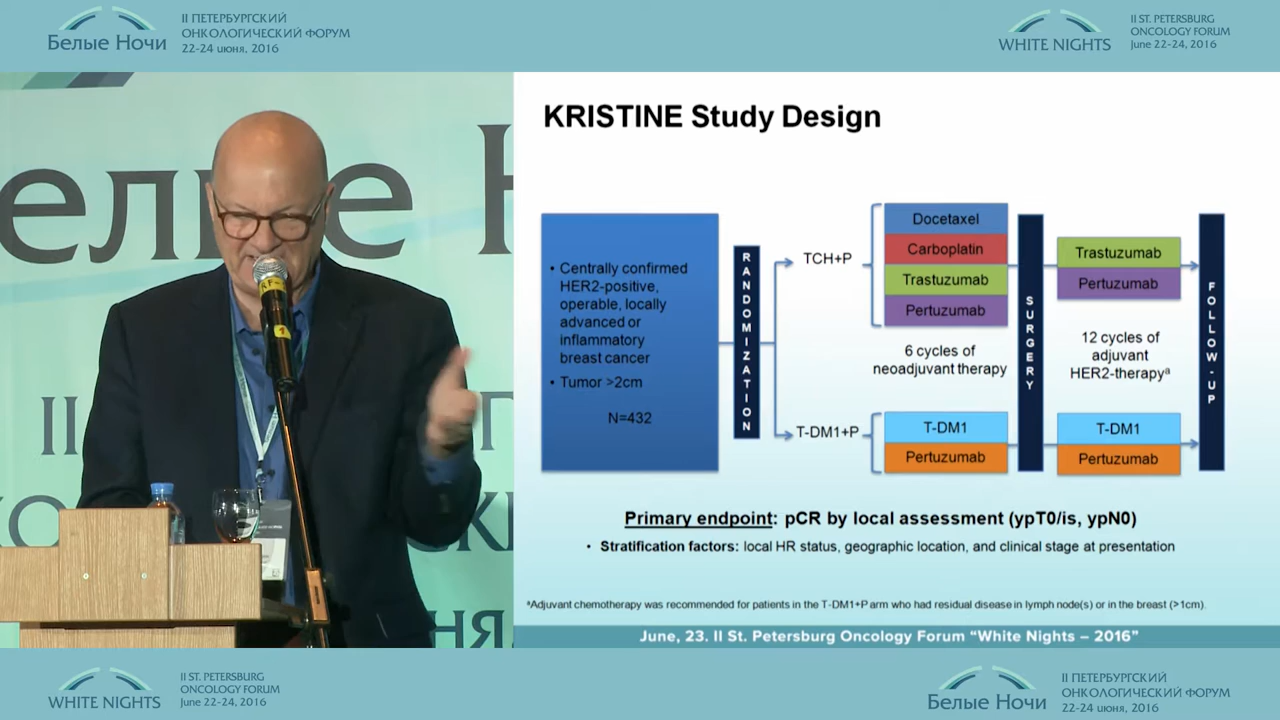 Белые Ночи
II ПЕТЕРБУРГСКИЙ
ОНКОЛОГИЧЕСКИЙ ФОРУМ
22-24 июня, 2016
WHITE NIGHTS
II ST. PETERSBURG
ONCOLOGY FORUM
June 22-24, 2016
KRISTINE Study Design
• Centrally confirmed
HER2-positive,
operable, locally
advanced or
inflammatory
breast cancer
• Tumor >2cm
N=432
RANDOMIZATION
TCH+P
Docetaxel
Carboplatin
Trastuzumab
Pertuzumab
6 cycles of
neoadjuvant therapy
T-DM1+P
T-DM1
Pertuzumab
SURGERY
Trastuzumab
Pertuzumab
12 cycles of
adjuvant
HER2-therapyª
T-DM1
Pertuzumab
FOLLOW-UP
Primary endpoint: pCR by local assessment (ypT0/is, ypN0)
• Stratification factors: local HR status, geographic location, and clinical stage at presentation
ªAdjuvant chemotherapy was recommended for patients in the T-DM1+P arm who had residual disease in lymph node(s) or in the breast (>1cm).
June, 23. II St. Petersburg Oncology Forum “White Nights – 2016”
WHITE NIGHTS
II ST. PETERSBURG
ONCOLOGY FORUM
June 22-24, 2016
Белые Ночи
II ПЕТЕРБУРГСКИЙ
ОНКОЛОГИЧЕСКИЙ ФОРУМ
22-24 июня, 2016